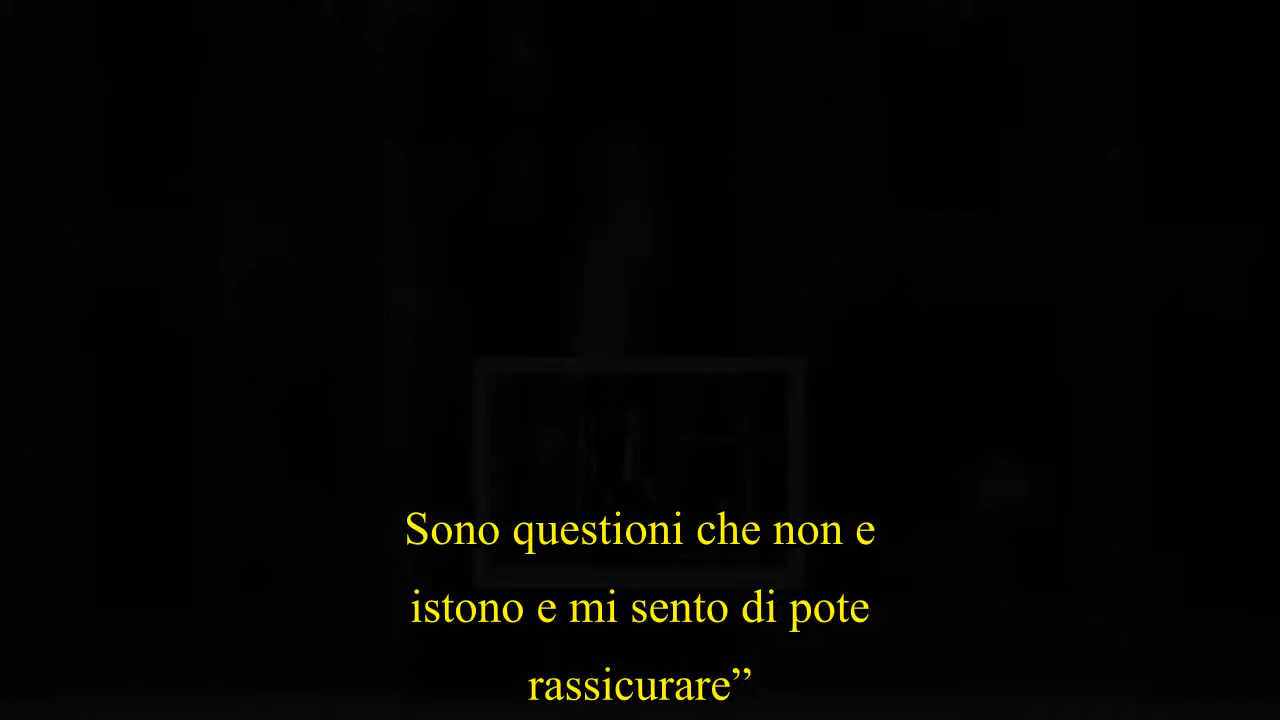 Sono questioni che non e
istono e mi sento di pote
rassicurare”